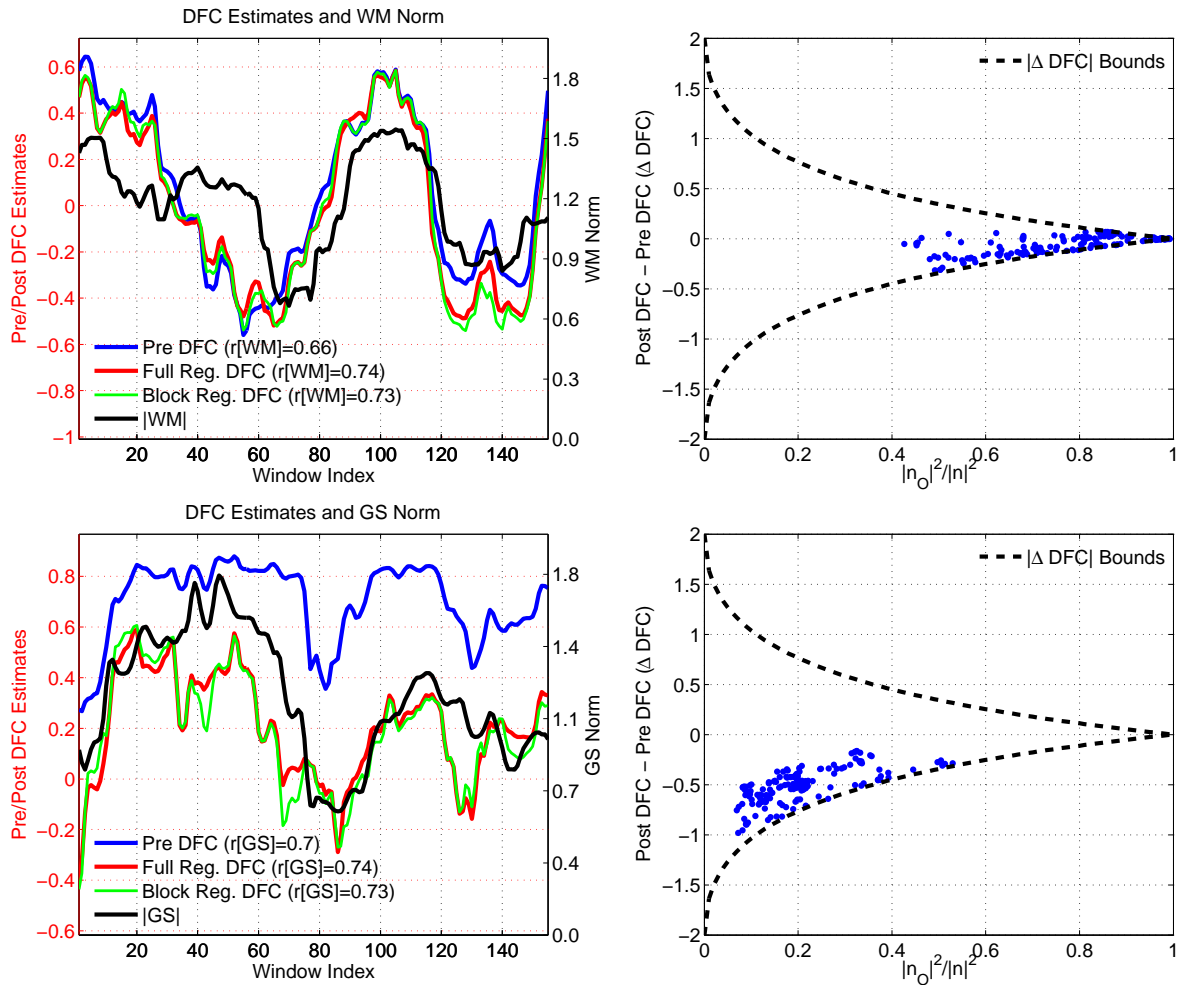 DFC Estimates and WM Norm
Pre/Post DFC Estimates
0.6
0.4
0.2
0
−0.2
−0.4
−0.6
−0.8
−1
1.8
1.5
1.2
0.9
0.6
0.3
0.0
WM Norm
Pre DFC (r[WM]=0.66)
Full Reg. DFC (r[WM]=0.74)
Block Reg. DFC (r[WM]=0.73)
|WM|
20 40 60 80 100 120 140
Window Index
Post DFC − Pre DFC (Δ DFC)
2
1.5
1
0.5
0
−0.5
−1
−1.5
−2
|Δ DFC| Bounds
0 0.2 0.4 0.6 0.8 1
|n_O|^2/|n|^2
DFC Estimates and GS Norm
Pre/Post DFC Estimates
0.8
0.6
0.4
0.2
0
−0.2
−0.4
−0.6
1.8
1.4
1.1
0.7
0.4
0.0
GS Norm
Pre DFC (r[GS]=0.7)
Full Reg. DFC (r[GS]=0.74)
Block Reg. DFC (r[GS]=0.73)
|GS|
20 40 60 80 100 120 140
Window Index
Post DFC − Pre DFC (Δ DFC)
2
1.5
1
0.5
0
−0.5
−1
−1.5
−2
|Δ DFC| Bounds
0 0.2 0.4 0.6 0.8 1
|n_O|^2/|n|^2